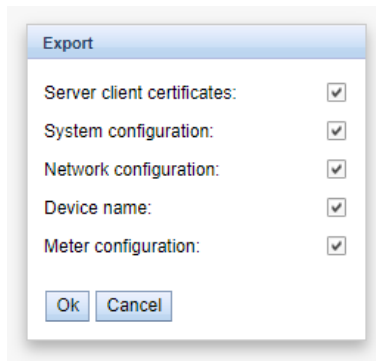 Export
Server client certificates:
System configuration:
Network configuration:
Device name:
Meter configuration:
Ok Cancel